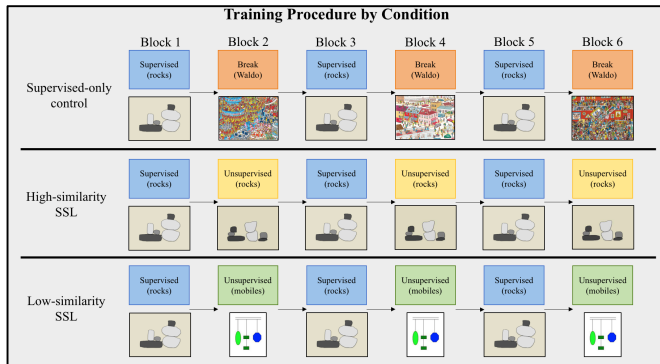 Training Procedure by Condition
Block 1 Block 2 Block 3 Block 4 Block 5 Block 6
Supervised-only
control
Supervised
(rocks)
Break
(Waldo)
Supervised
(rocks)
Break
(Waldo)
Supervised
(rocks)
Break
(Waldo)
High-similarity
SSL
Supervised
(rocks)
Unsupervised
(rocks)
Supervised
(rocks)
Unsupervised
(rocks)
Supervised
(rocks)
Unsupervised
(rocks)
Low-similarity
SSL
Supervised
(rocks)
Unsupervised
(mobiles)
Supervised
(rocks)
Unsupervised
(mobiles)
Supervised
(rocks)
Unsupervised
(mobiles)